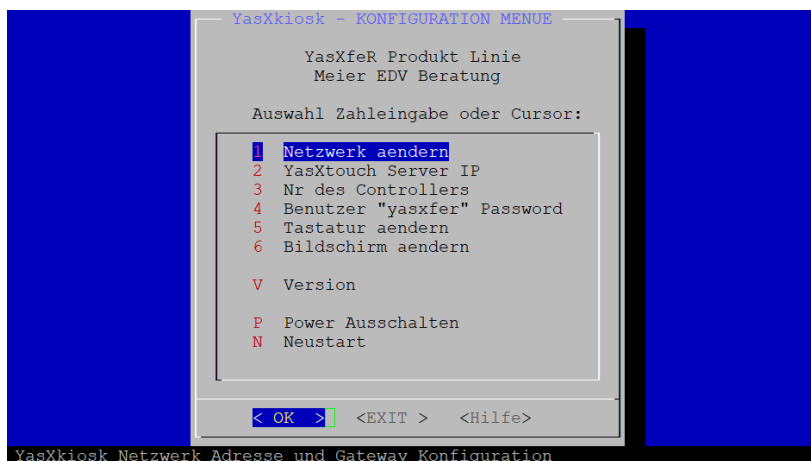 YasXkiosk - KONFIGURATION MENUE
YasXfeR Produkt Linie
Meier EDV Beratung
Auswahl Zahleingabe oder Cursor:
1 Netzwerk aendern
2 YasXtouch Server IP
3 Nr des Controllers
4 Benutzer "yasxfer" Password
5 Tastatur aendern
6 Bildschirm aendern
V Version
P Power Ausschalten
N Neustart
< OK > <EXIT > <Hilfe>
YasXkiosk Netzwerk Adresse und Gateway Konfiguration